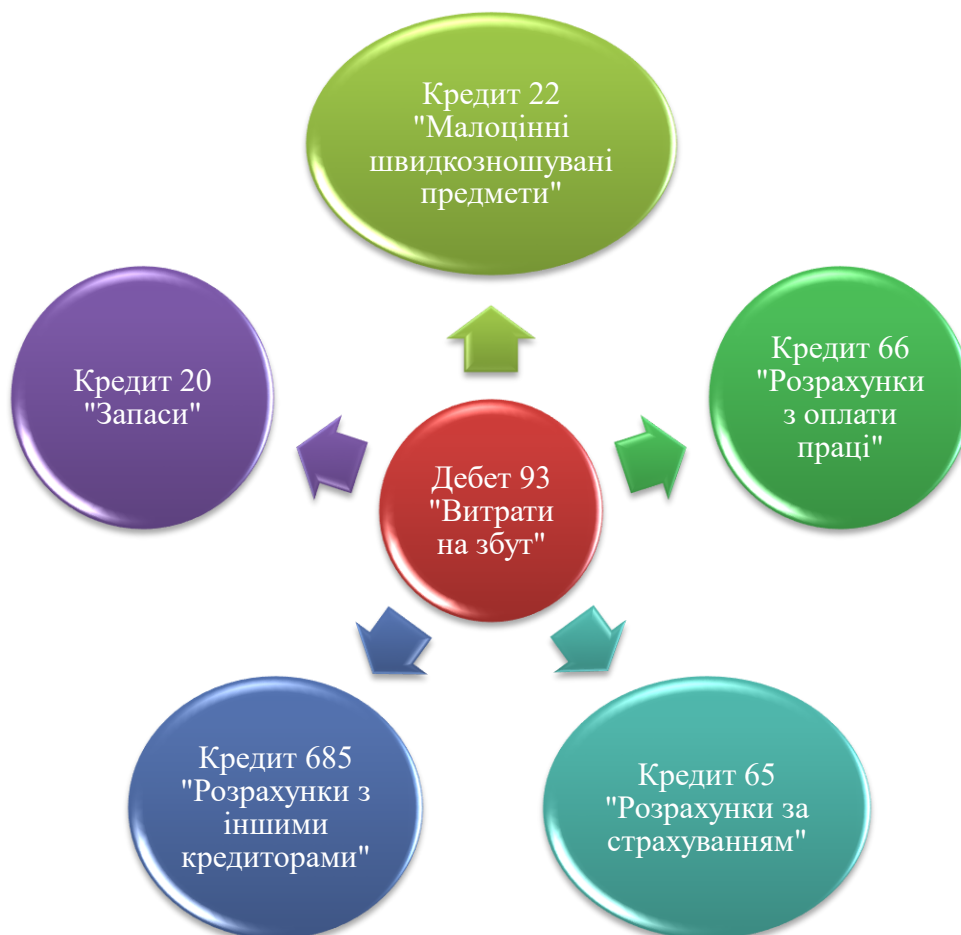 Кредит 22
"Малоцінні
швидкозношувані
предмети"
Кредит 20
"Запаси"
Кредит 66
"Розрахунки
з оплати
праці"
Дебет 93
"Витрати
на збут"
Кредит 685
"Розрахунки з
іншими
кредиторами"
Кредит 65
"Розрахунки за
страхуванням"